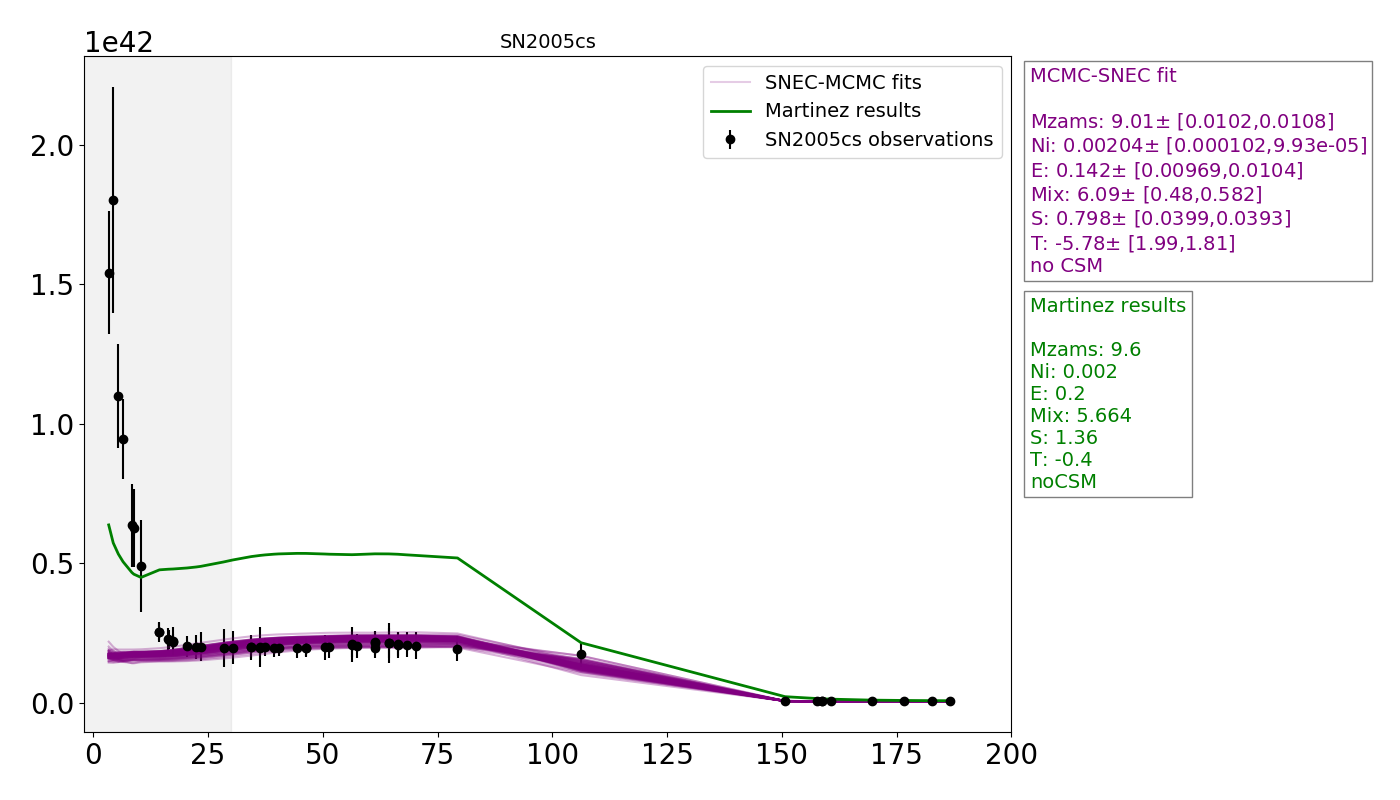 SN2005cs
1e42
2.0
1.5
1.0
0.5
0.0
0
25
50
75
100
125
150
175
200
SNEC-MCMC fits
Martinez results
SN2005cs observations
MCMC-SNEC fit
Mzams: 9.01± [0.0102,0.0108]
Ni: 0.00204± [0.000102,9.93e-05]
E: 0.142± [0.00969,0.0104]
Mix: 6.09± [0.48,0.582]
S: 0.798± [0.0399,0.0393]
T: -5.78± [1.99,1.81]
no CSM
Martinez results
Mzams: 9.6
Ni: 0.002
E: 0.2
Mix: 5.664
S: 1.36
T: -0.4
noCSM